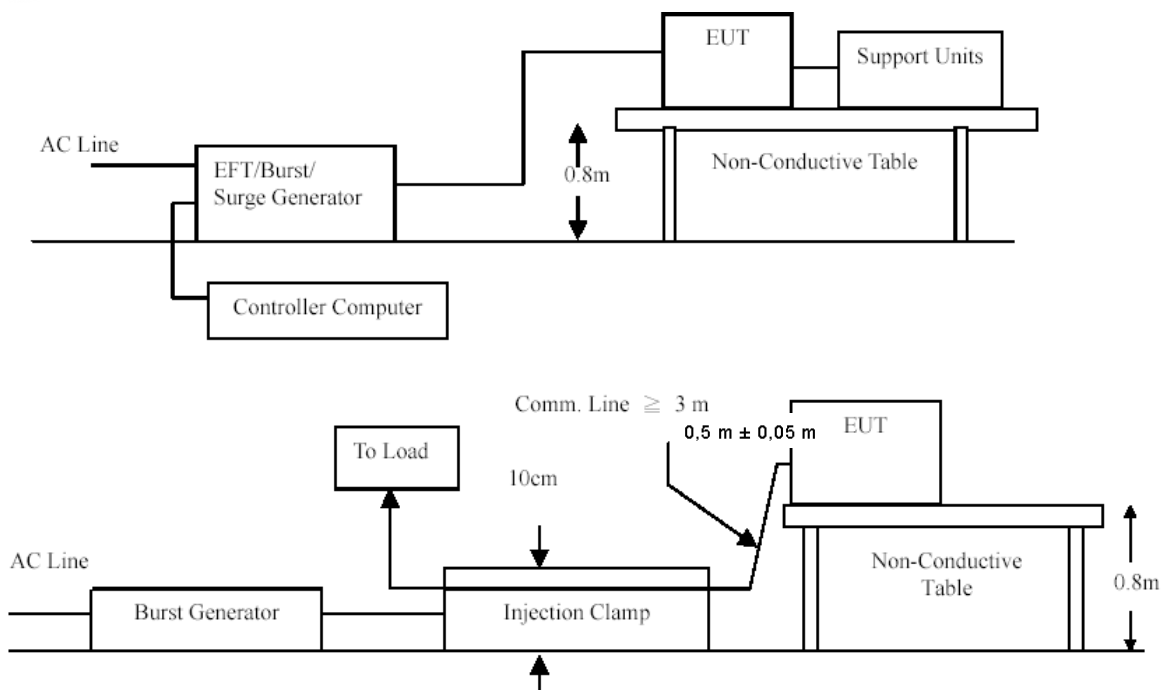 EUT
Support Units
AC Line
EFT/Burst/
Surge Generator
0.8m
Non-Conductive Table
Controller Computer
Comm. Line ≧ 3 m
0,5 m ± 0,05 m
EUT
To Load
10cm
AC Line
Burst Generator
Injection Clamp
Non-Conductive
Table
0.8m